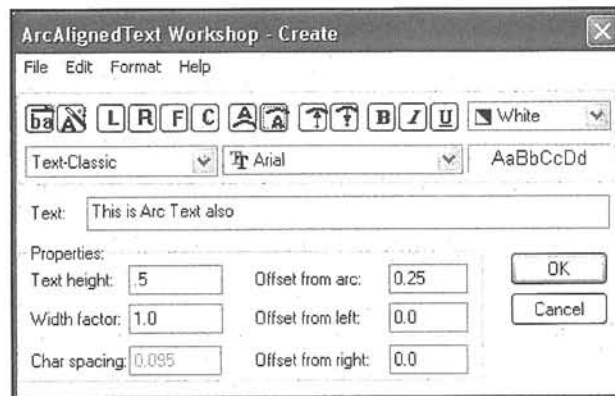 ArcAlignedText Workshop - Create
File Edit Format Help
ba A L R F C A A B I U White
Text-Classic Arial AaBbCcDd
Text: This is Arc Text also
Properties:
Text height: .5 Offset from arc: 0.25 OK
Width factor: 1.0 Offset from left: 0.0 Cancel
Char spacing: 0.095 Offset from right: 0.0